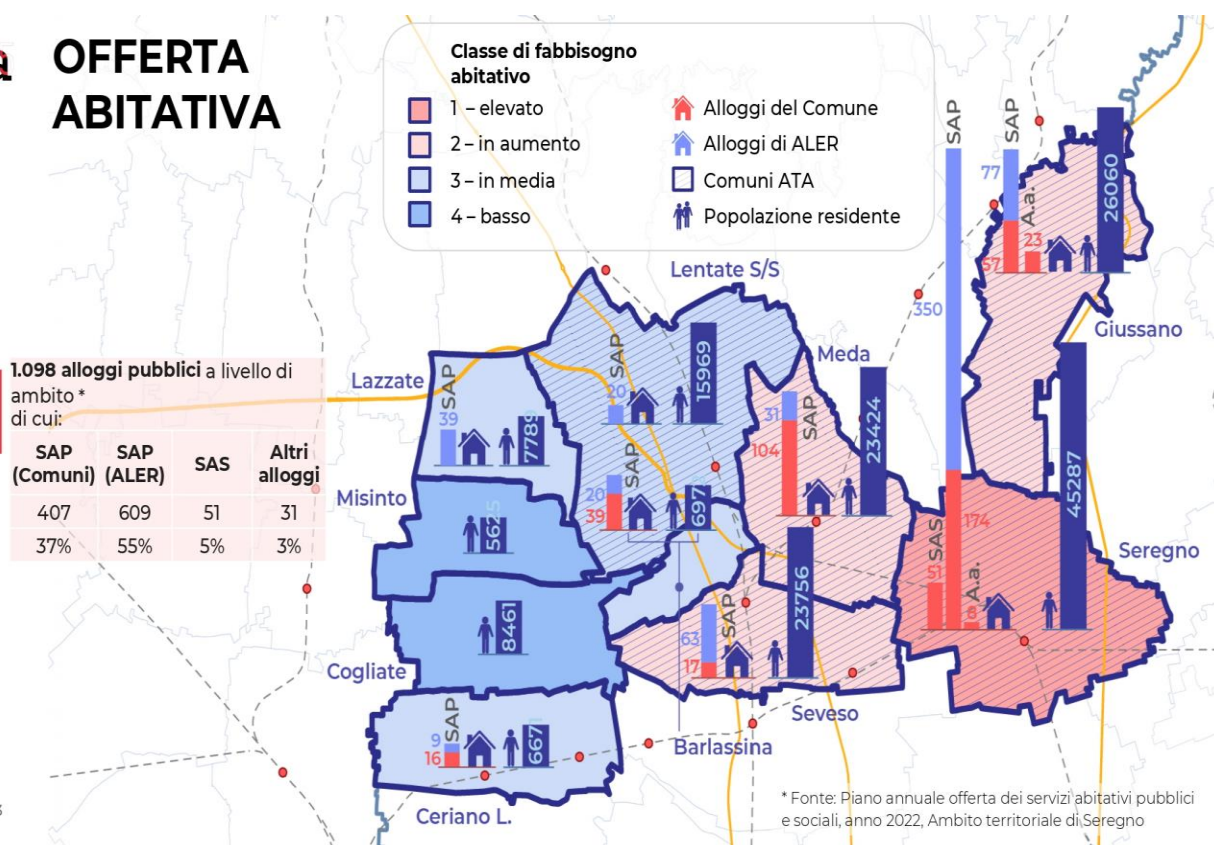 OFFERTA
ABITATIVA
Classe di fabbisogno
abitativo
1 – elevato
2 – in aumento
3 – in media
4 – basso
Alloggi del Comune
Alloggi di ALER
Comuni ATA
Popolazione residente
1.098 alloggi pubblici a livello di
ambito *
di cui:
SAP
(Comuni)
SAP
(ALER)
SAS
Altri
alloggi
407 609 51 31
37% 55% 5% 3%
Lentate S/S
20
SAP
15969
Lazzate
39
SAP
7789
Misinto
5625
Cogliate
8461
Ceriano L.
9
16
SAP
Barlassina
20
39
SAP
Meda
31
104
SAP
23424
Seveso
63
17
SAP
23756
Giussano
77
57
SAP
23
A.a.
26060
Seregno
51
SAS
350
174
SAP
A.a.
45287
* Fonte: Piano annuale offerta dei servizi abitativi pubblici
e sociali, anno 2022, Ambito territoriale di Seregno